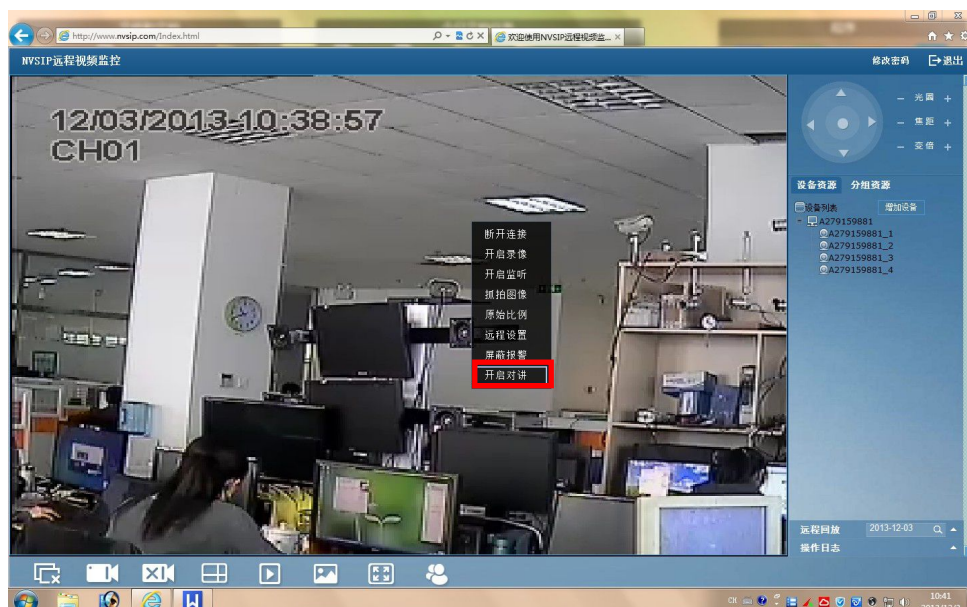 http://www.nvsip.com/Index.html
欢迎使用NVSIP远程视频监... ×
NVSIP远程视频监控
修改密码
退出
12/03/2013-10:38:57
CH01
－ 光圈 +
－ 焦距 +
－ 变倍 +
设备资源 分组资源
设备列表 增加设备
A279159881
A279159881_1
A279159881_2
A279159881_3
A279159881_4
断开连接
开启录像
开启监听
抓拍图像
原始比例
远程设置
屏蔽报警
开启对讲
远程回放 2013-12-03
操作日志
CH
10:41